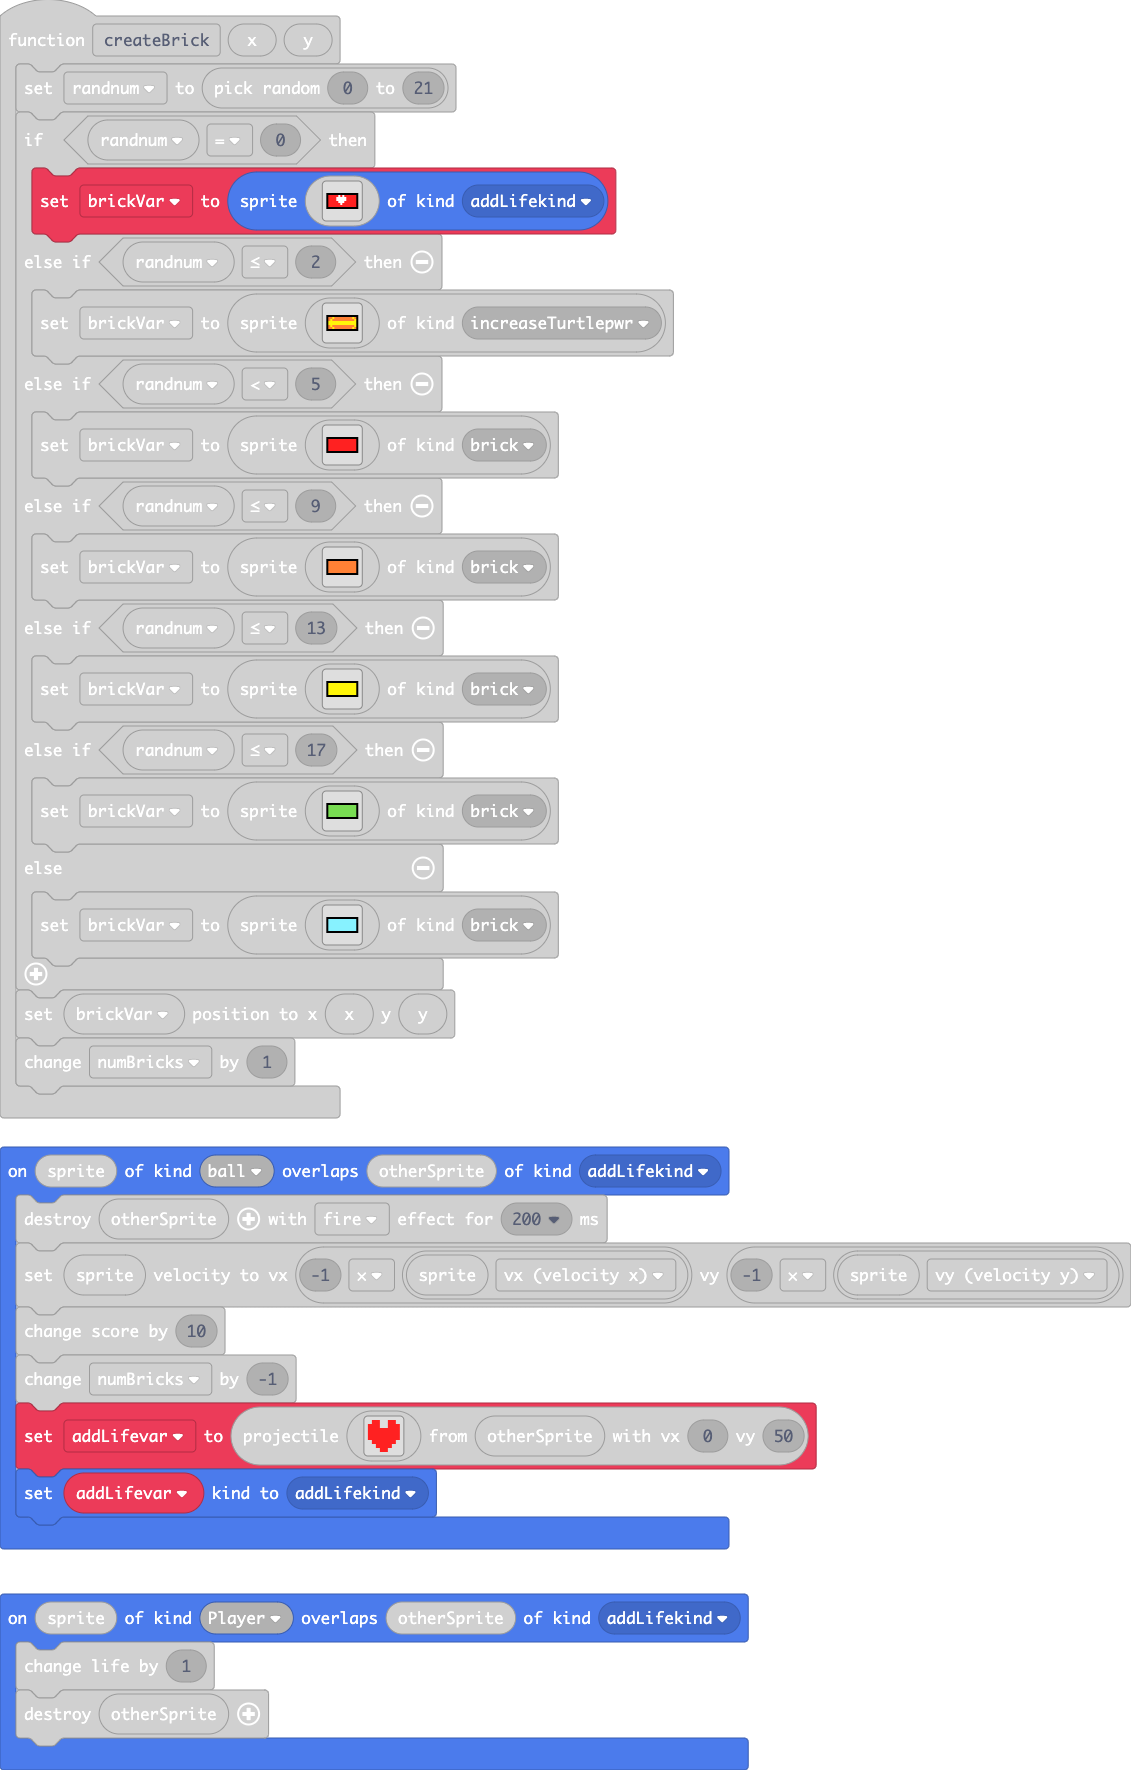 function createBrick x y
set randnum to pick random 0 to 21
if randnum = 0 then
set brickVar to sprite of kind addLifekind
else if randnum ≤ 2 then
set brickVar to sprite of kind increaseTurtlepwr
else if randnum < 5 then
set brickVar to sprite of kind brick
else if randnum ≤ 9 then
set brickVar to sprite of kind brick
else if randnum ≤ 13 then
set brickVar to sprite of kind brick
else if randnum ≤ 17 then
set brickVar to sprite of kind brick
else
set brickVar to sprite of kind brick
set brickVar position to x x y y
change numBricks by 1
on sprite of kind ball overlaps otherSprite of kind addLifekind
destroy otherSprite with fire effect for 200 ms
set sprite velocity to vx -1 x sprite vx (velocity x) vy -1 x sprite vy (velocity y)
change score by 10
change numBricks by -1
set addLifevar to projectile from otherSprite with vx 0 vy 50
set addLifevar kind to addLifekind
on sprite of kind Player overlaps otherSprite of kind addLifekind
change life by 1
destroy otherSprite